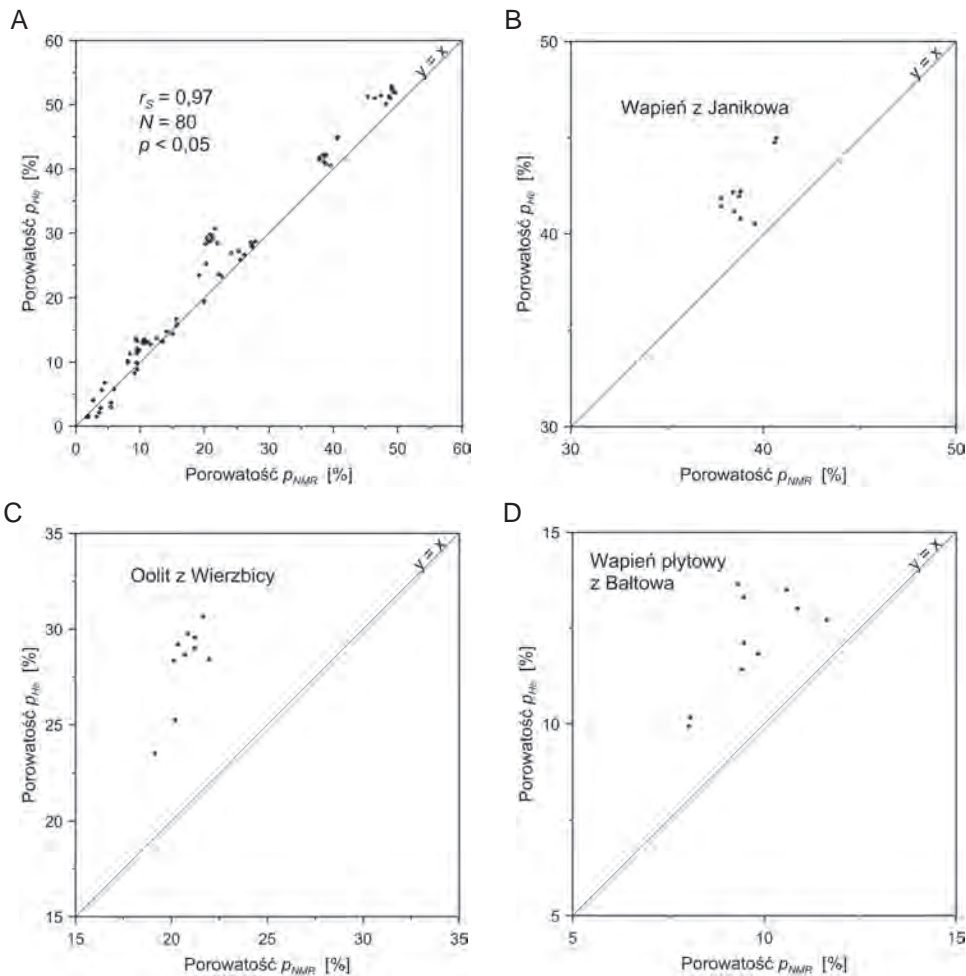 A
60
50
40
30
20
10
0
0
10
20
30
40
50
60
Porowatość p_He [%]
Porowatość p_NMR [%]
r_S = 0,97
N = 80
p < 0,05
y = x
B
50
40
30
30
40
50
Porowatość p_He [%]
Porowatość p_NMR [%]
Wapień z Janikowa
y = x
C
35
30
25
20
15
15
20
25
30
35
Porowatość p_He [%]
Porowatość p_NMR [%]
Oolit z Wierzbicy
y = x
D
15
10
5
5
10
15
Porowatość p_He [%]
Porowatość p_NMR [%]
Wapień płytowy
z Bałtowa
y = x